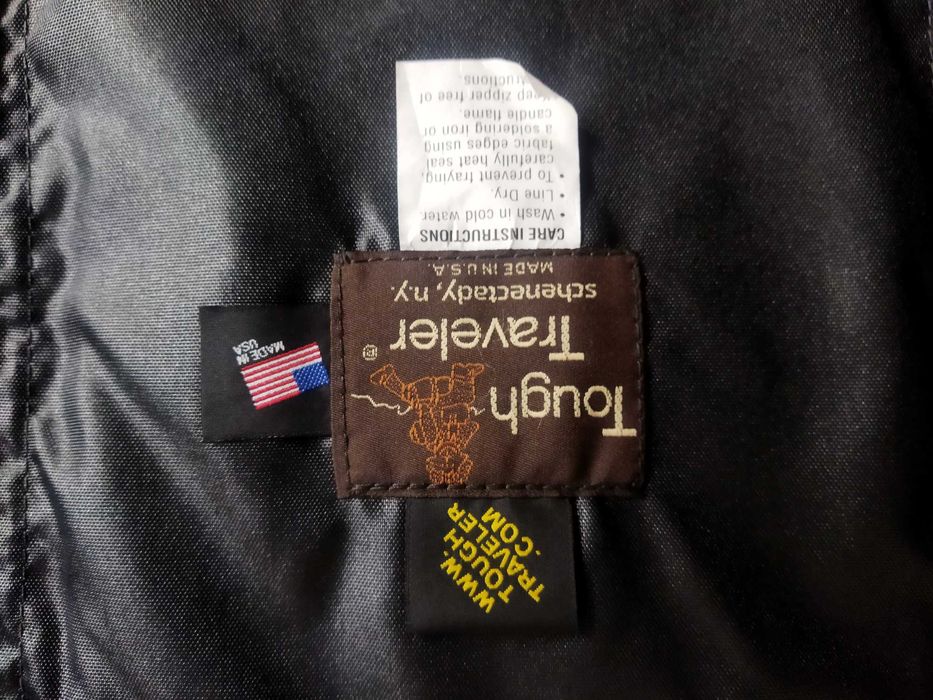 WWW.
TOUGH
TRAVELER
.COM
Tough
Traveler®
schenectady, n.y.
MADE IN U.S.A.
MADE IN
USA
CARE INSTRUCTIONS
• Wash in cold water
• Line Dry.
• To prevent fraying,
carefully heat seal
fabric edges using
a soldering iron or
candle flame.
Keep zipper free of